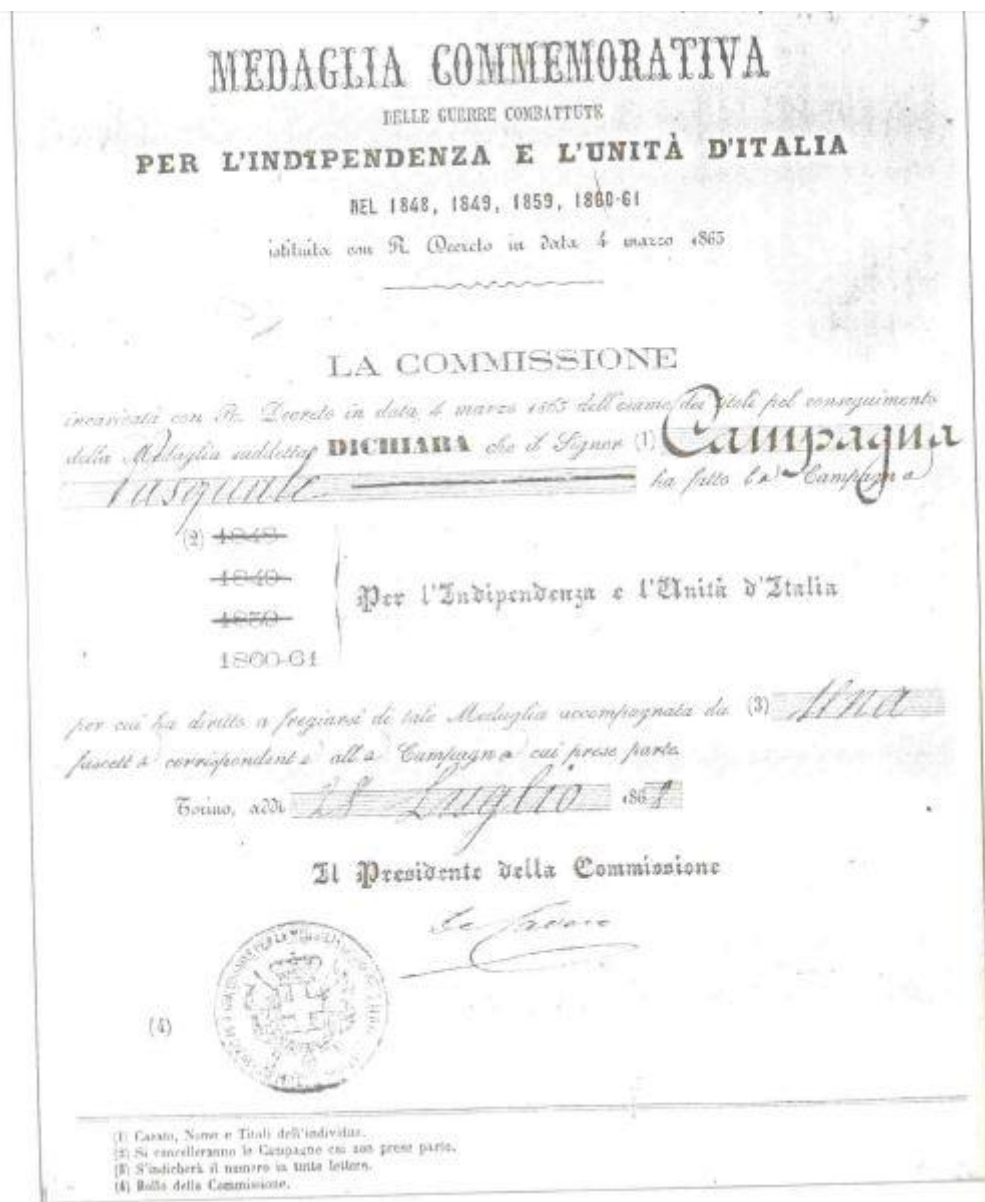 MEDAGLIA COMMEMORATIVA
DELLE GUERRE COMBATTUTE
PER L'INDIPENDENZA E L'UNITÀ D'ITALIA
NEL 1848, 1849, 1859, 1860-61
istituita con R. Decreto in data 4 marzo 1865
LA COMMISSIONE
incaricata con R. Decreto in data 4 marzo 1865 dell'esame dei titoli pel conseguimento
della Medaglia suddetta, DICHIARA che il Signor (1) Campagna
Pasquale ha fatto la Campagna
(2) 1848
1849
1859
Per l'Indipendenza e l'Unità d'Italia
1860-61
per cui ha diritto a fregiarsi di tale Medaglia accompagnata da (3) Una
fascetta corrispondente alla Campagna cui prese parte.
Torino, addì 28 Luglio 186
Il Presidente della Commissione
(4)
(1) Casato, Nome e Titoli dell'individuo.
(2) Si cancelleranno le Campagne cui non prese parte.
(3) S'indicherà il numero in tutte lettere.
(4) Bollo della Commissione.